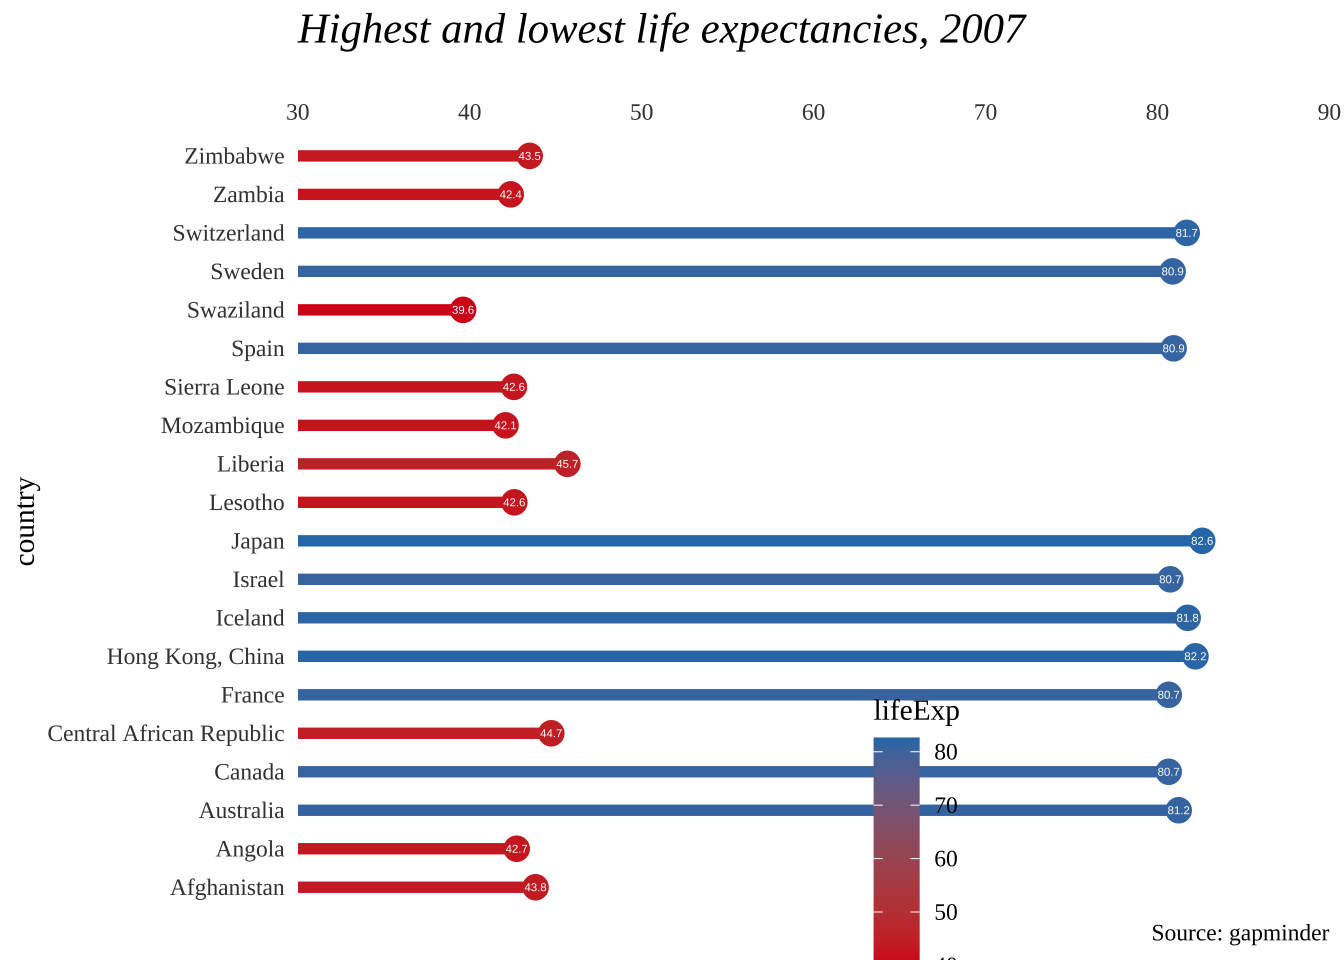 Highest and lowest life expectancies, 2007
30 40 50 60 70 80 90
Zimbabwe 43.5
Zambia 42.4
Switzerland 81.7
Sweden 80.9
Swaziland 39.6
Spain 80.9
Sierra Leone 42.6
Mozambique 42.1
Liberia 45.7
Lesotho 42.6
country
Japan 82.6
Israel 80.7
Iceland 81.8
Hong Kong, China 82.2
France 80.7
Central African Republic 44.7
Canada 80.7
Australia 81.2
Angola 42.7
Afghanistan 43.8
lifeExp
80
70
60
50
40
Source: gapminder